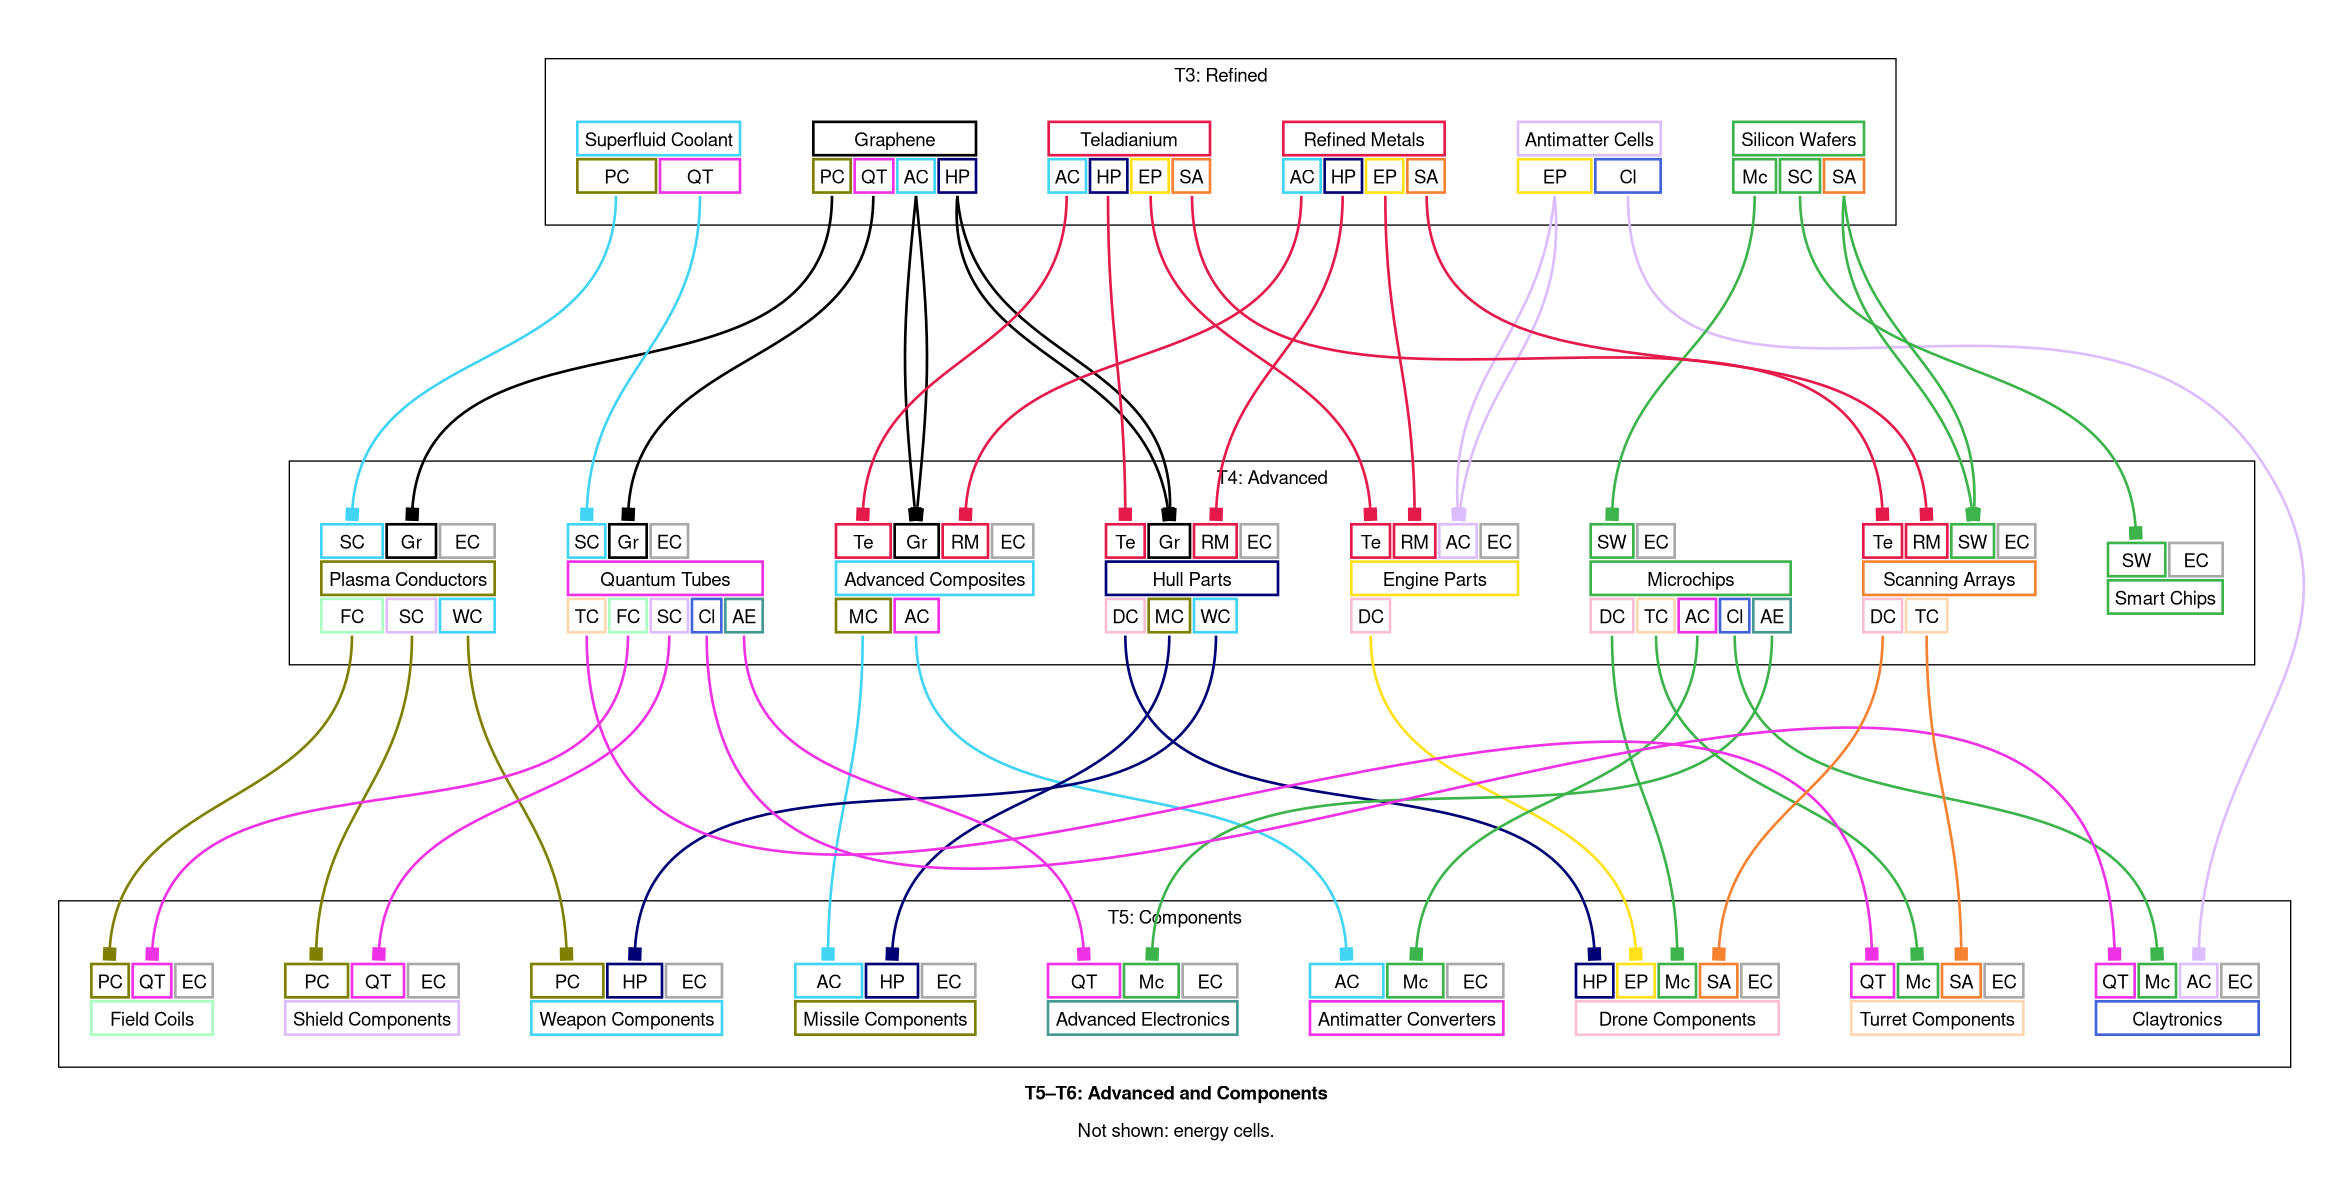 T3: Refined
Superfluid Coolant Graphene Teladianium Refined Metals Antimatter Cells Silicon Wafers
PC QT PC QT AC HP AC HP EP SA AC HP EP SA EP Cl Mc SC SA
T4: Advanced
SC Gr EC SC Gr EC Te Gr RM EC Te Gr RM EC Te RM AC EC SW EC Te RM SW EC SW EC
Plasma Conductors Quantum Tubes Advanced Composites Hull Parts Engine Parts Microchips Scanning Arrays Smart Chips
FC SC WC TC FC SC Cl AE MC AC DC MC WC DC DC TC AC Cl AE DC TC
T5: Components
PC QT EC PC QT EC PC HP EC AC HP EC QT Mc EC AC Mc EC HP EP Mc SA EC QT Mc SA EC QT Mc AC EC
Field Coils Shield Components Weapon Components Missile Components Advanced Electronics Antimatter Converters Drone Components Turret Components Claytronics
T5–T6: Advanced and Components
Not shown: energy cells.